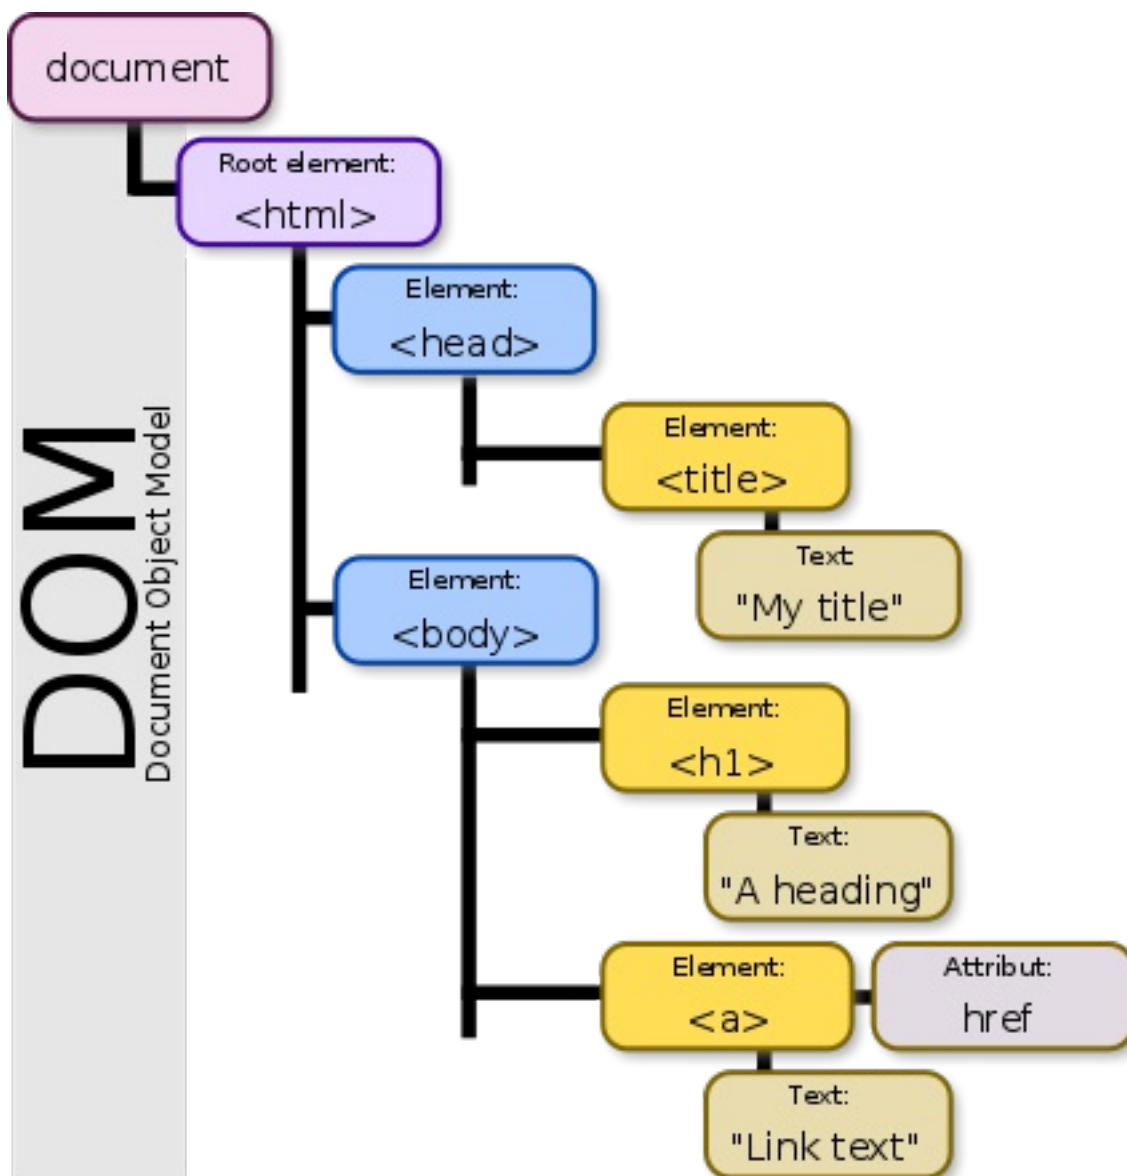 document
Root element:
<html>
Element:
<head>
Element:
<title>
Text
"My title"
Element:
<body>
Element:
<h1>
Text:
"A heading"
Element:
<a>
Attribut:
href
Text:
"Link text"
DOM
Document Object Model